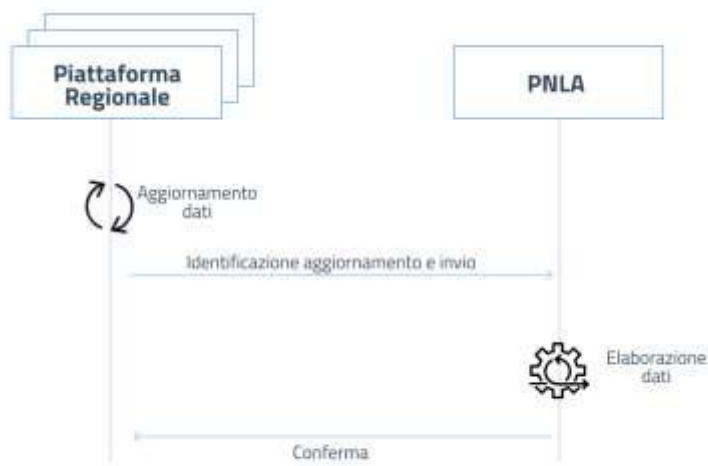 Piattaforma
Regionale
PNLA
Aggiornamento
dati
Identificazione aggiornamento e invio
Elaborazione
dati
Conferma